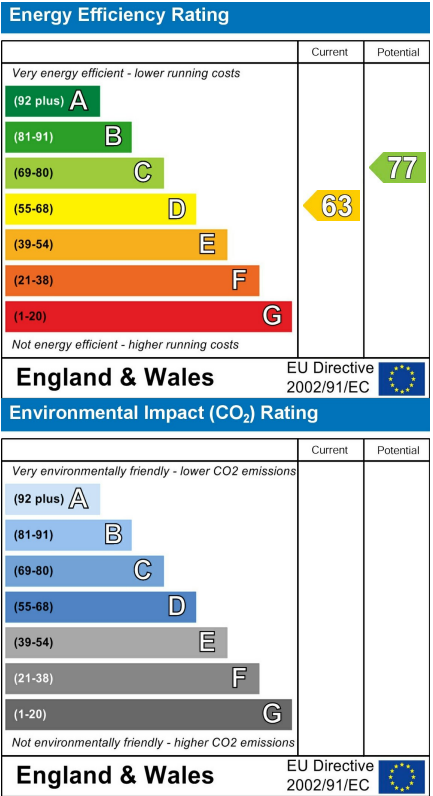 Energy Efficiency Rating
Current Potential
Very energy efficient - lower running costs
(92 plus) A
(81-91) B
(69-80) C
77
(55-68) D
63
(39-54) E
(21-38) F
(1-20) G
Not energy efficient - higher running costs
England & Wales
EU Directive
2002/91/EC
Environmental Impact (CO₂) Rating
Current Potential
Very environmentally friendly - lower CO2 emissions
(92 plus) A
(81-91) B
(69-80) C
(55-68) D
(39-54) E
(21-38) F
(1-20) G
Not environmentally friendly - higher CO2 emissions
England & Wales
EU Directive
2002/91/EC